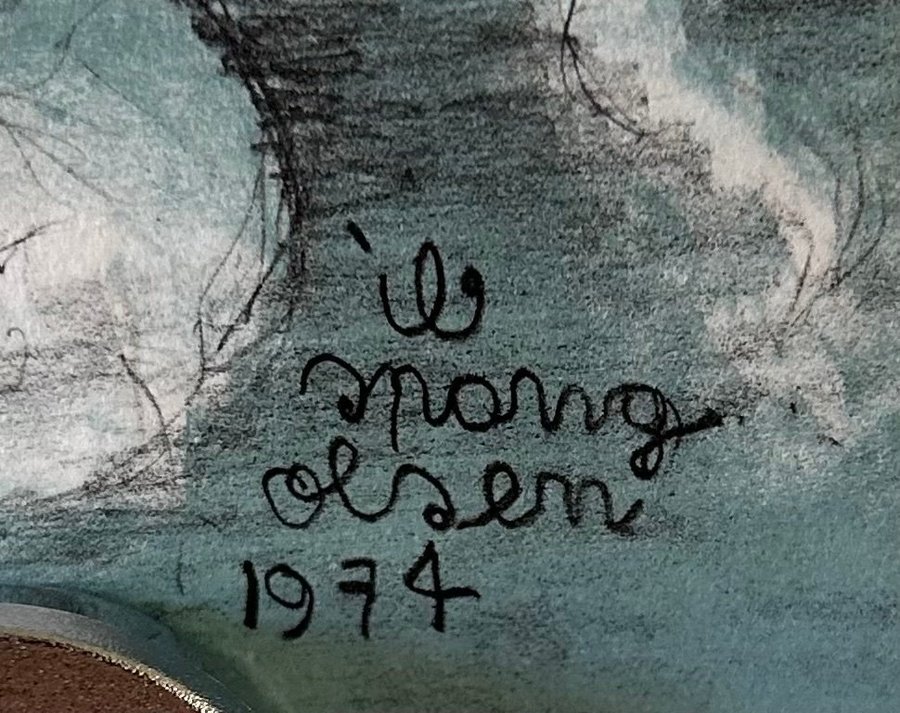 ib
spang
olsen
1974